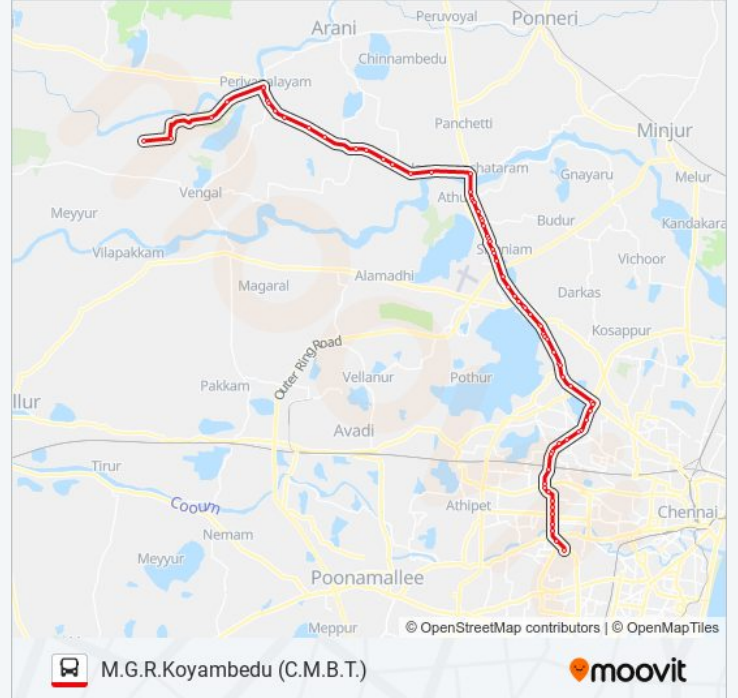 Arani
Peruvoyal
Ponneri
Chinnambedu
Panchetti
Minjur
Gnayaru
Melur
Vengal
Meyyur
Budur
Kandakara
Vilapakkam
Vichoor
Alamadhi
Magaral
Darkas
Kosappur
Outer Ring Road
Vellanur
Pothur
Pakkam
llur
Avadi
Tirur
Cooum
Athipet
Chennai
Nemam
Meyyur
Poonamallee
Meppur
© OpenStreetMap contributors | © OpenMapTiles
M.G.R.Koyambedu (C.M.B.T.)
moovit